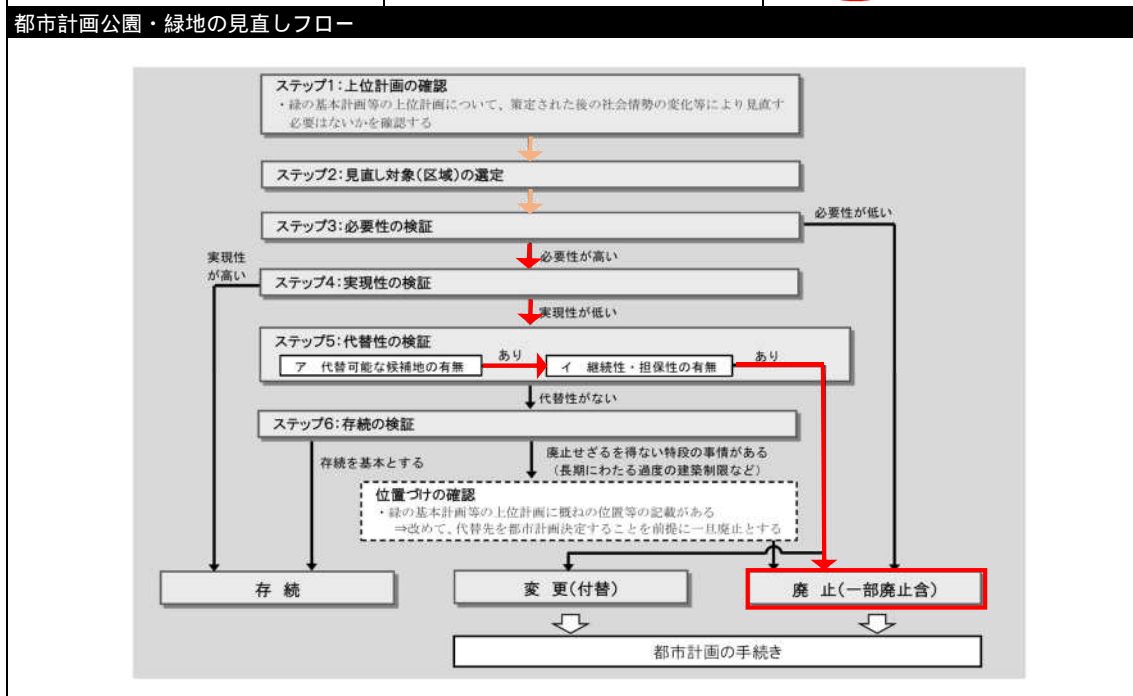 都市計画公園・緑地の見直しフロー
ステップ1:上位計画の確認
・緑の基本計画等の上位計画について、策定された後の社会情勢の変化等により見直す
必要はないかを確認する
ステップ2:見直し対象(区域)の選定
ステップ3:必要性の検証
必要性が低い
必要性が高い
実現性
が高い
ステップ4:実現性の検証
実現性が低い
ステップ5:代替性の検証
ア 代替可能な候補地の有無
あり
イ 継続性・担保性の有無
あり
代替性がない
ステップ6:存続の検証
存続を基本とする
廃止せざるを得ない特段の事情がある
(長期にわたる過度の建築制限など)
位置づけの確認
・緑の基本計画等の上位計画に概ねの位置等の記載がある
⇒改めて、代替先を都市計画決定することを前提に一旦廃止とする
存 続
変 更(付替)
廃 止(一部廃止含)
都市計画の手続き